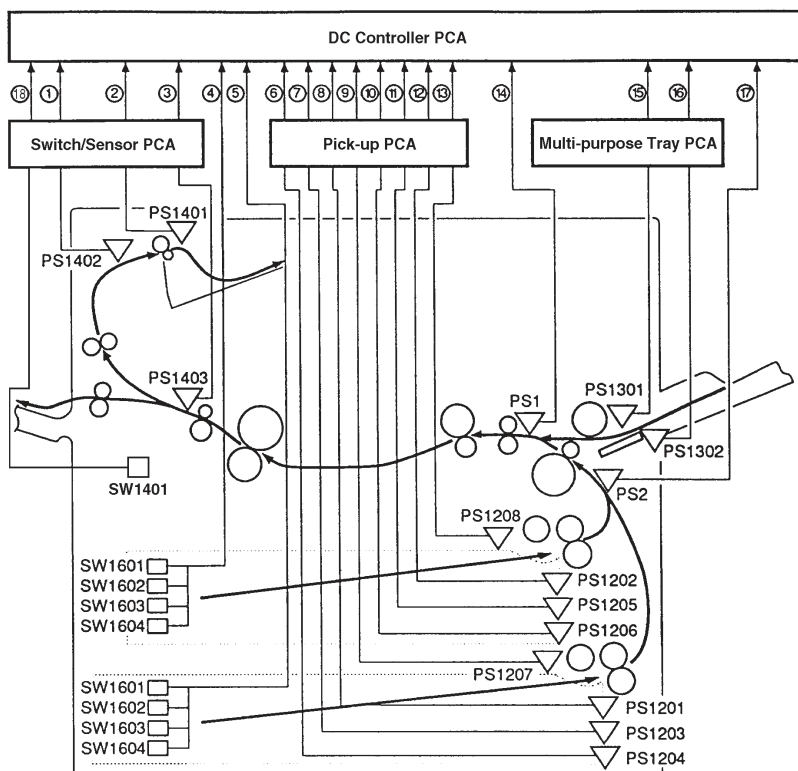 DC Controller PCA
⑱ ① ② ③ ④ ⑤ ⑥ ⑦ ⑧ ⑨ ⑩ ⑪ ⑫ ⑬ ⑭ ⑮ ⑯ ⑰
Switch/Sensor PCA
Pick-up PCA
Multi-purpose Tray PCA
PS1401
PS1402
PS1403
PS1
PS1301
PS1302
SW1401
PS2
PS1208
SW1601
SW1602
SW1603
SW1604
PS1202
PS1205
PS1206
PS1207
SW1601
SW1602
SW1603
SW1604
PS1201
PS1203
PS1204